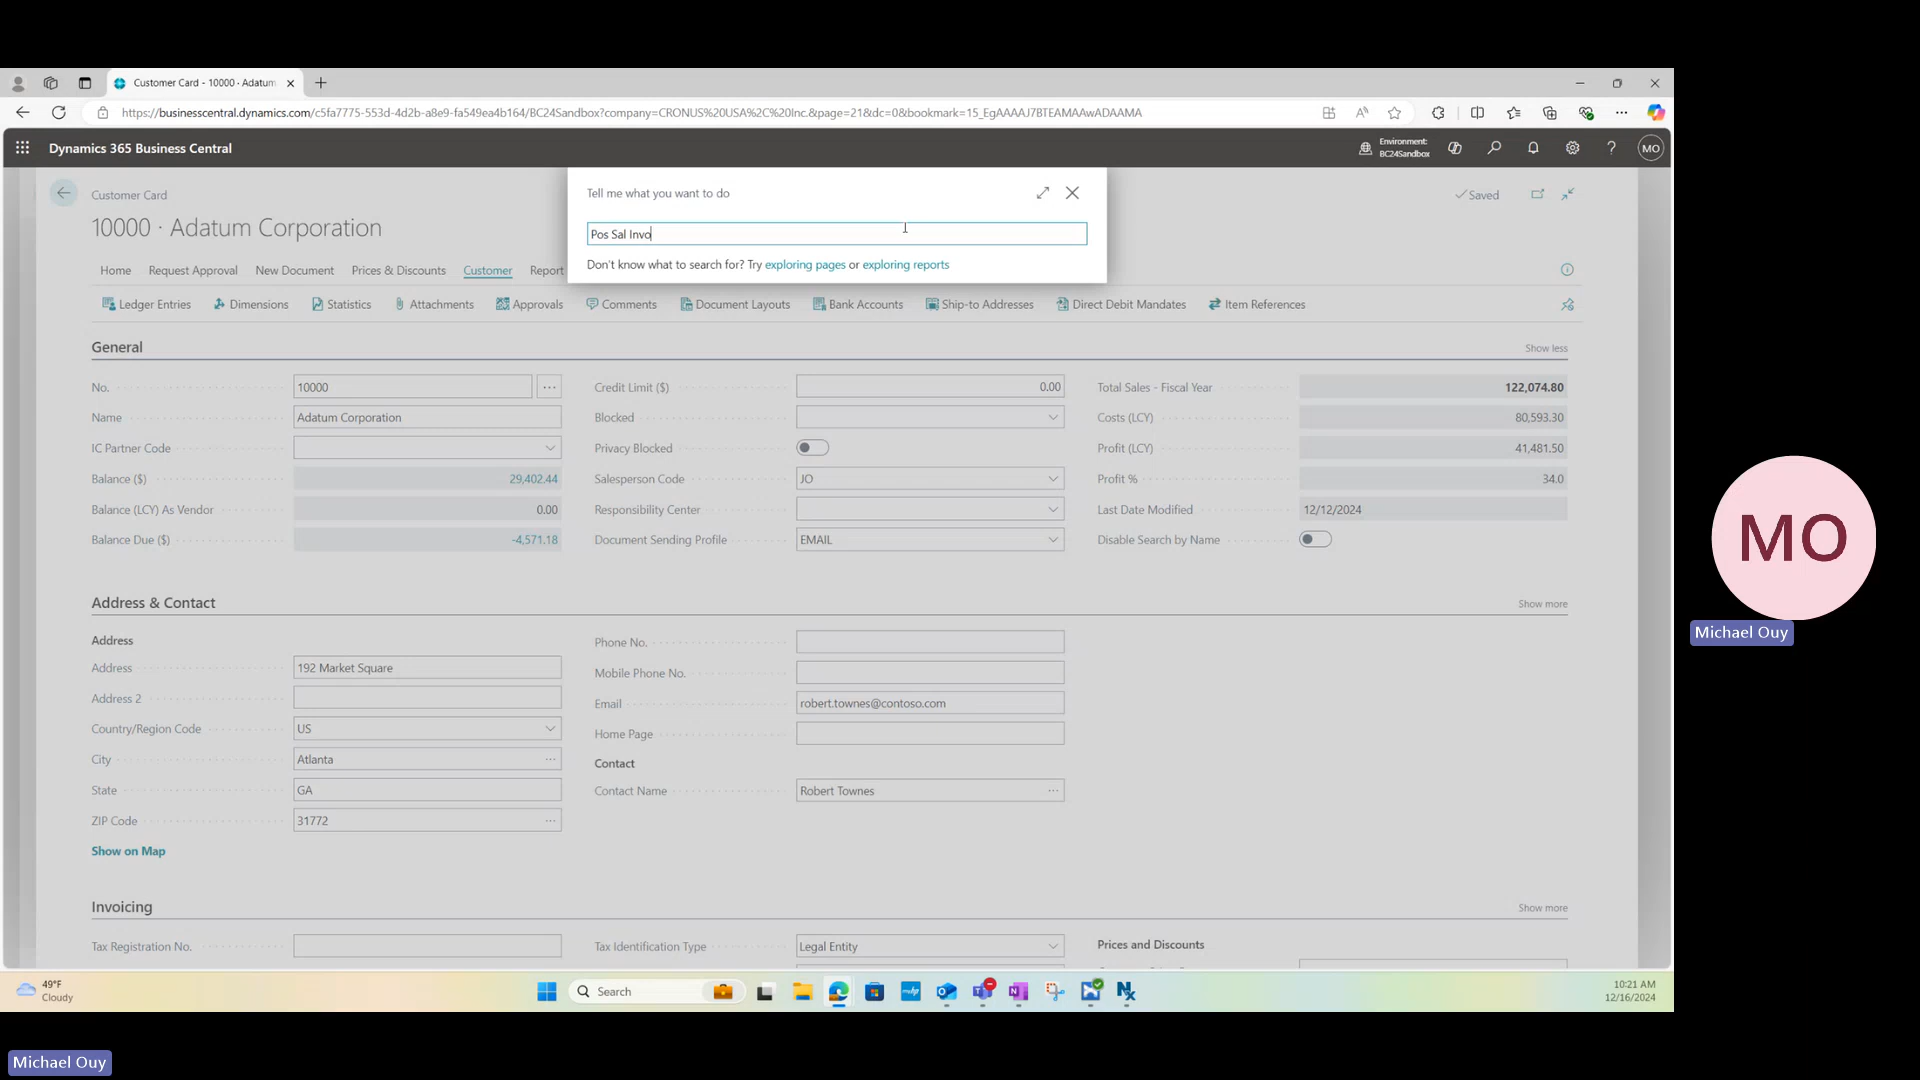 Customer Card - 10000 · Adatum
https://businesscentral.dynamics.com/c5fa7775-553d-4d2b-a8e9-fa549ea4b164/BC24Sandbox?company=CRONUS%20USA%2C%20Inc.&page=21&dc=0&bookmark=15_EgAAAAJ7BTEAMAAwADAAMA
Dynamics 365 Business Central
Environment:
BC24Sandbox
MO
Customer Card
Saved
10000 · Adatum Corporation
Tell me what you want to do
Pos Sal Invo
Don't know what to search for? Try exploring pages or exploring reports
Home Request Approval New Document Prices & Discounts Customer Report
Ledger Entries Dimensions Statistics Attachments Approvals Comments Document Layouts Bank Accounts Ship-to Addresses Direct Debit Mandates Item References
General
Show less
No. 10000
Name Adatum Corporation
IC Partner Code
Balance ($) 29,402.44
Balance (LCY) As Vendor 0.00
Balance Due ($) -4,571.18
Credit Limit ($) 0.00
Blocked
Privacy Blocked
Salesperson Code JO
Responsibility Center
Document Sending Profile EMAIL
Total Sales - Fiscal Year 122,074.80
Costs (LCY) 80,593.30
Profit (LCY) 41,481.50
Profit % 34.0
Last Date Modified 12/12/2024
Disable Search by Name
Address & Contact
Show more
Address
Address 192 Market Square
Address 2
Country/Region Code US
City Atlanta
State GA
ZIP Code 31772
Show on Map
Phone No.
Mobile Phone No.
Email robert.townes@contoso.com
Home Page
Contact
Contact Name Robert Townes
Invoicing
Show more
Tax Registration No.
Tax Identification Type Legal Entity
Prices and Discounts
49°F
Cloudy
Search
10:21 AM
12/16/2024
MO
Michael Ouy
Michael Ouy